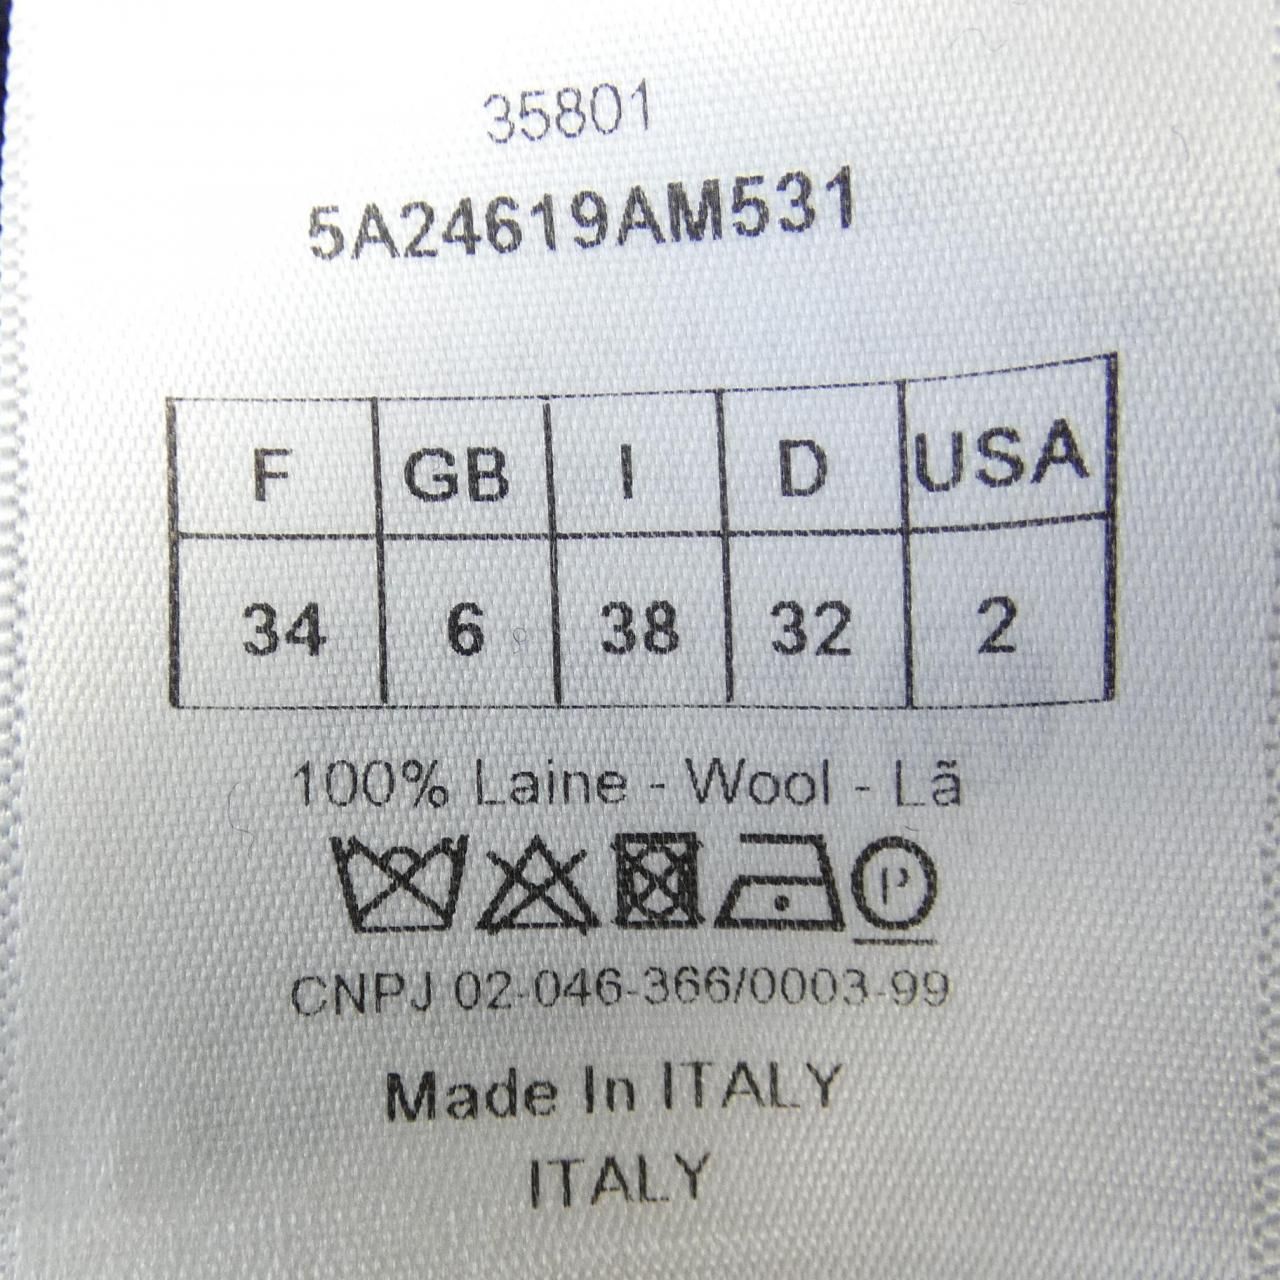 35801
5A24619AM531
F GB I D USA
34 6 38 32 2
100% Laine - Wool - Lã
P
CNPJ 02-046-366/0003-99
Made In ITALY
ITALY